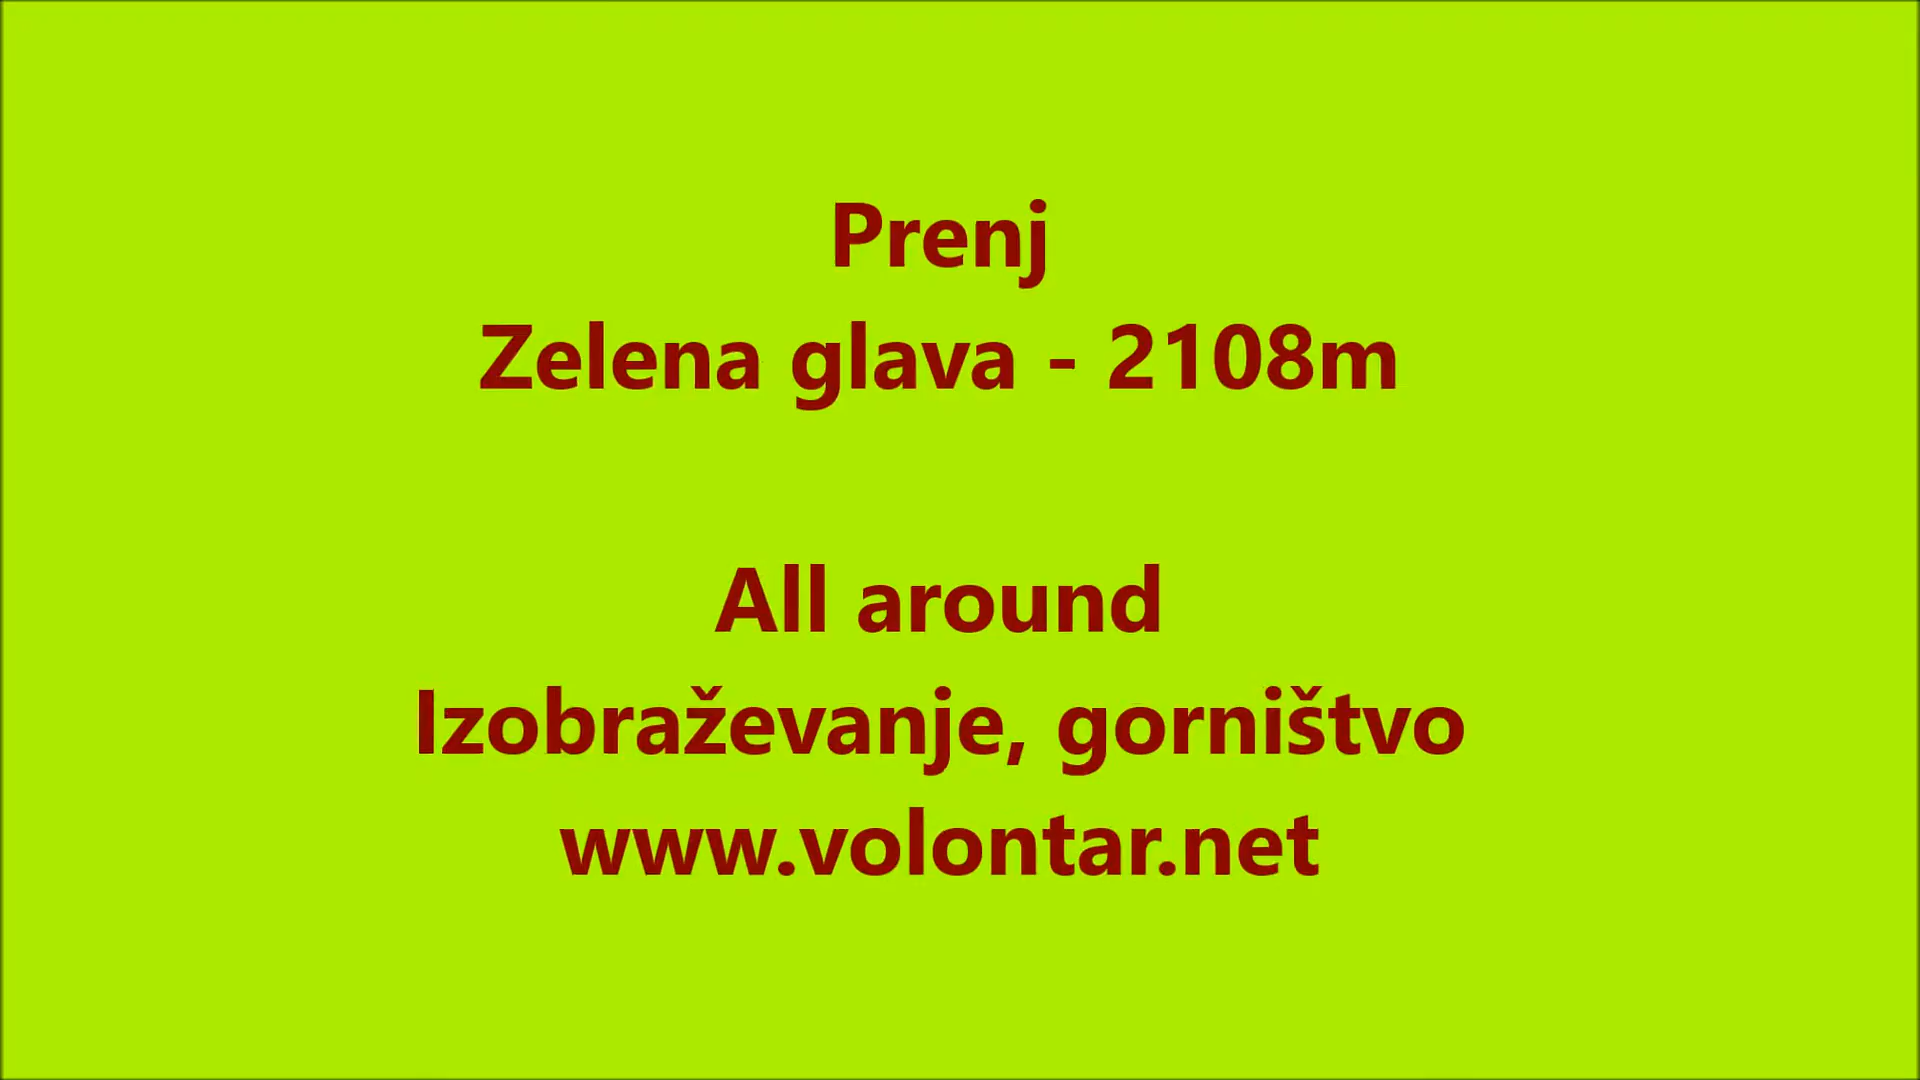 Prenj
Zelena glava - 2108m
All around
Izobraževanje, gorništvo
www.volontar.net